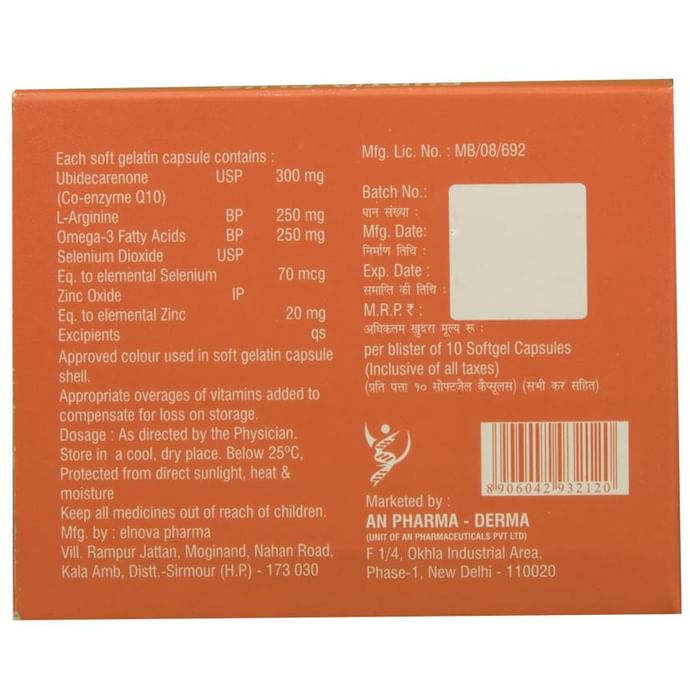 Each soft gelatin capsule contains :
Ubidecarenone USP 300 mg
(Co-enzyme Q10)
L-Arginine BP 250 mg
Omega-3 Fatty Acids BP 250 mg
Selenium Dioxide USP
Eq. to elemental Selenium 70 mcg
Zinc Oxide IP
Eq. to elemental Zinc 20 mg
Excipients qs
Approved colour used in soft gelatin capsule
shell.
Appropriate overages of vitamins added to
compensate for loss on storage.
Dosage : As directed by the Physician.
Store in a cool, dry place. Below 25ºC,
Protected from direct sunlight, heat &
moisture
Keep all medicines out of reach of children.
Mfg. by : elnova pharma
Vill. Rampur Jattan, Moginand, Nahan Road,
Kala Amb, Distt.-Sirmour (H.P.) - 173 030
Mfg. Lic. No. : MB/08/692
Batch No.:
घान संख्या :
Mfg. Date:
निर्माण तिथि :
Exp. Date :
समाप्ति की तिथि :
M.R.P. ₹ :
अधिकतम खुदरा मूल्य रू :
per blister of 10 Softgel Capsules
(Inclusive of all taxes)
(प्रति पत्ता १० सोफ्टजैल कैप्सूलस) (सभी कर सहित)
8 906042 932120
Marketed by :
AN PHARMA - DERMA
(UNIT OF AN PHARMACEUTICALS PVT LTD)
F 1/4, Okhla Industrial Area,
Phase-1, New Delhi - 110020